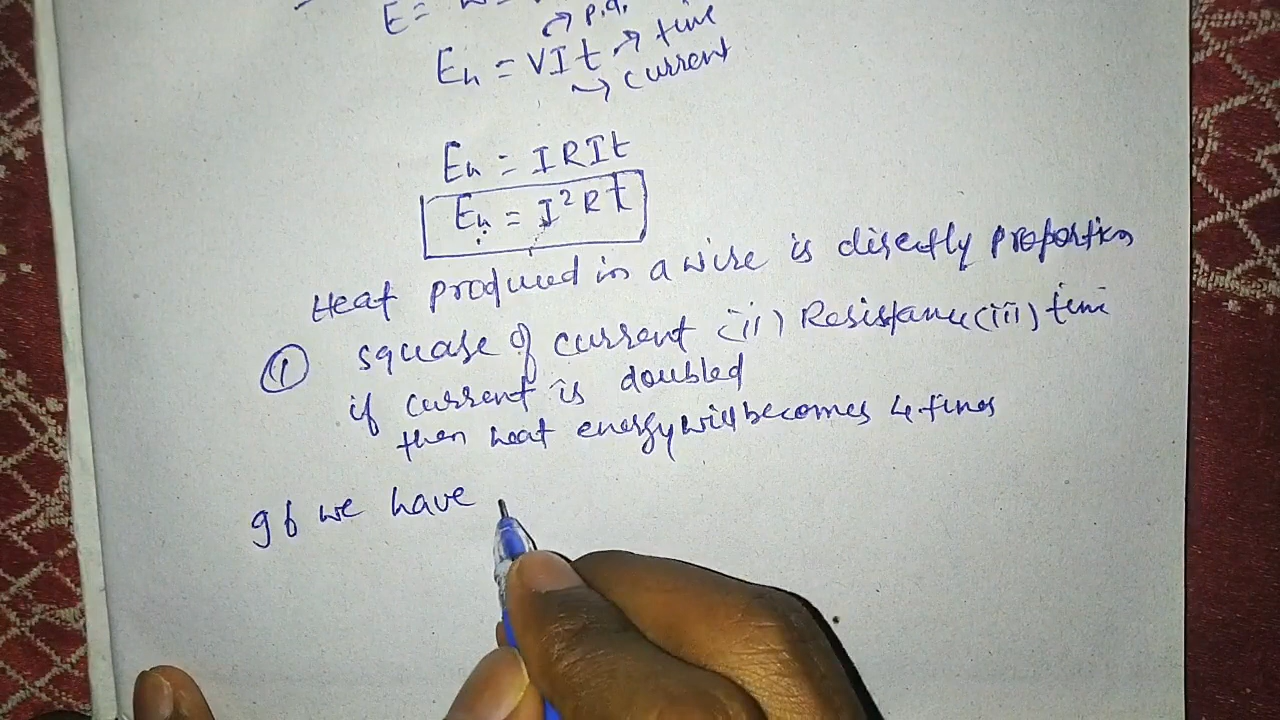 E =
→ p.d.
Eh = VIt → time
→ current
Eh = IRIt
Eh = I²Rt
Heat produced in a wire is directly proportion
① square of current (ii) Resistance (iii) time
if current is doubled
then heat energy will becomes 4 times
If we have